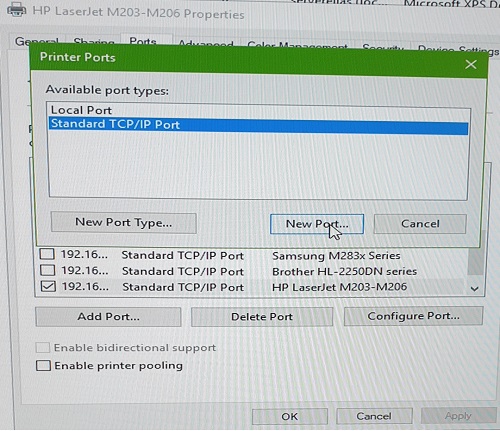 Microsoft XPS D
HP LaserJet M203-M206 Properties
General Sharing Ports Advanced Color Management Security Device Settings
Printer Ports
Available port types:
Local Port
Standard TCP/IP Port
New Port Type... New Port... Cancel
192.16... Standard TCP/IP Port Samsung M283x Series
192.16... Standard TCP/IP Port Brother HL-2250DN series
192.16... Standard TCP/IP Port HP LaserJet M203-M206
Add Port... Delete Port Configure Port...
Enable bidirectional support
Enable printer pooling
OK Cancel Apply